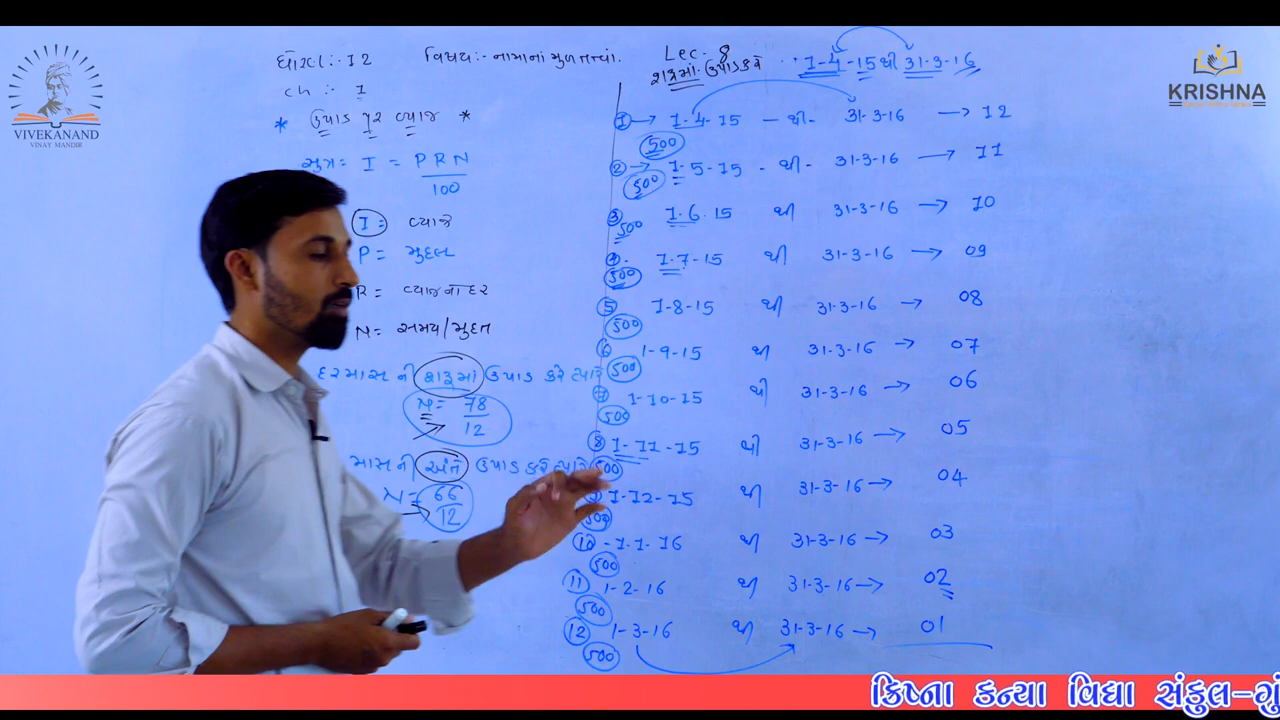 VIVEKANAND
VINAY MANDIR
KRISHNA
ધોરણ :- 12
વિષય :- નામાનાં મુળતત્વો.
Lec - 8
ch :- 1
* ઉપાડ પર વ્યાજ *
સુત્ર: I = PRN
100
I = વ્યાજ
P = મુદ્દલ
R = વ્યાજનો દર
N = સમય/મુદત
દરમાસ ની શરૂમાં ઉપાડ કરે ત્યારે
N = 78
12
માસની અંતે ઉપાડ કરે ત્યારે
N = 66
12
શરૂમાં ઉપાડ કરે 1-4-15 થી 31-3-16
① → 1-4-15 - થી - 31-3-16 → 12
500
② → 1-5-15 - થી - 31-3-16 → 11
500
③ 1.6.15 થી 31-3-16 → 10
500
4. 1-7-15 થી 31-3-16 → 09
500
⑤ 1-8-15 થી 31-3-16 → 08
500
6 1-9-15 થી 31-3-16 → 07
500
7 1-10-15 થી 31-3-16 → 06
500
⑧ 1-11-15 થી 31-3-16 → 05
500
9 1-12-15 થી 31-3-16 → 04
500
⑩ - 1-1-16 થી 31-3-16 → 03
500
⑪ 1-2-16 થી 31-3-16 → 02
500
⑫ 1-3-16 થી 31-3-16 → 01
500
ક્રિષ્ના કન્યા વિદ્યા સંકુલ-ગું